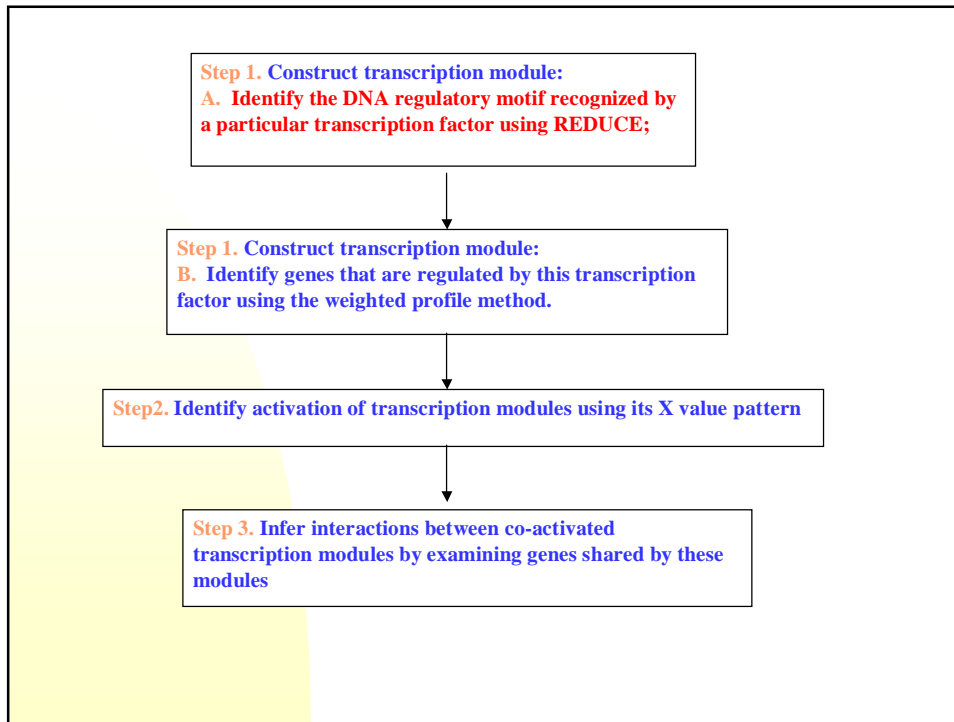 Step 1. Construct transcription module:
A. Identify the DNA regulatory motif recognized by
a particular transcription factor using REDUCE;
Step 1. Construct transcription module:
B. Identify genes that are regulated by this transcription
factor using the weighted profile method.
Step2. Identify activation of transcription modules using its X value pattern
Step 3. Infer interactions between co-activated
transcription modules by examining genes shared by these
modules